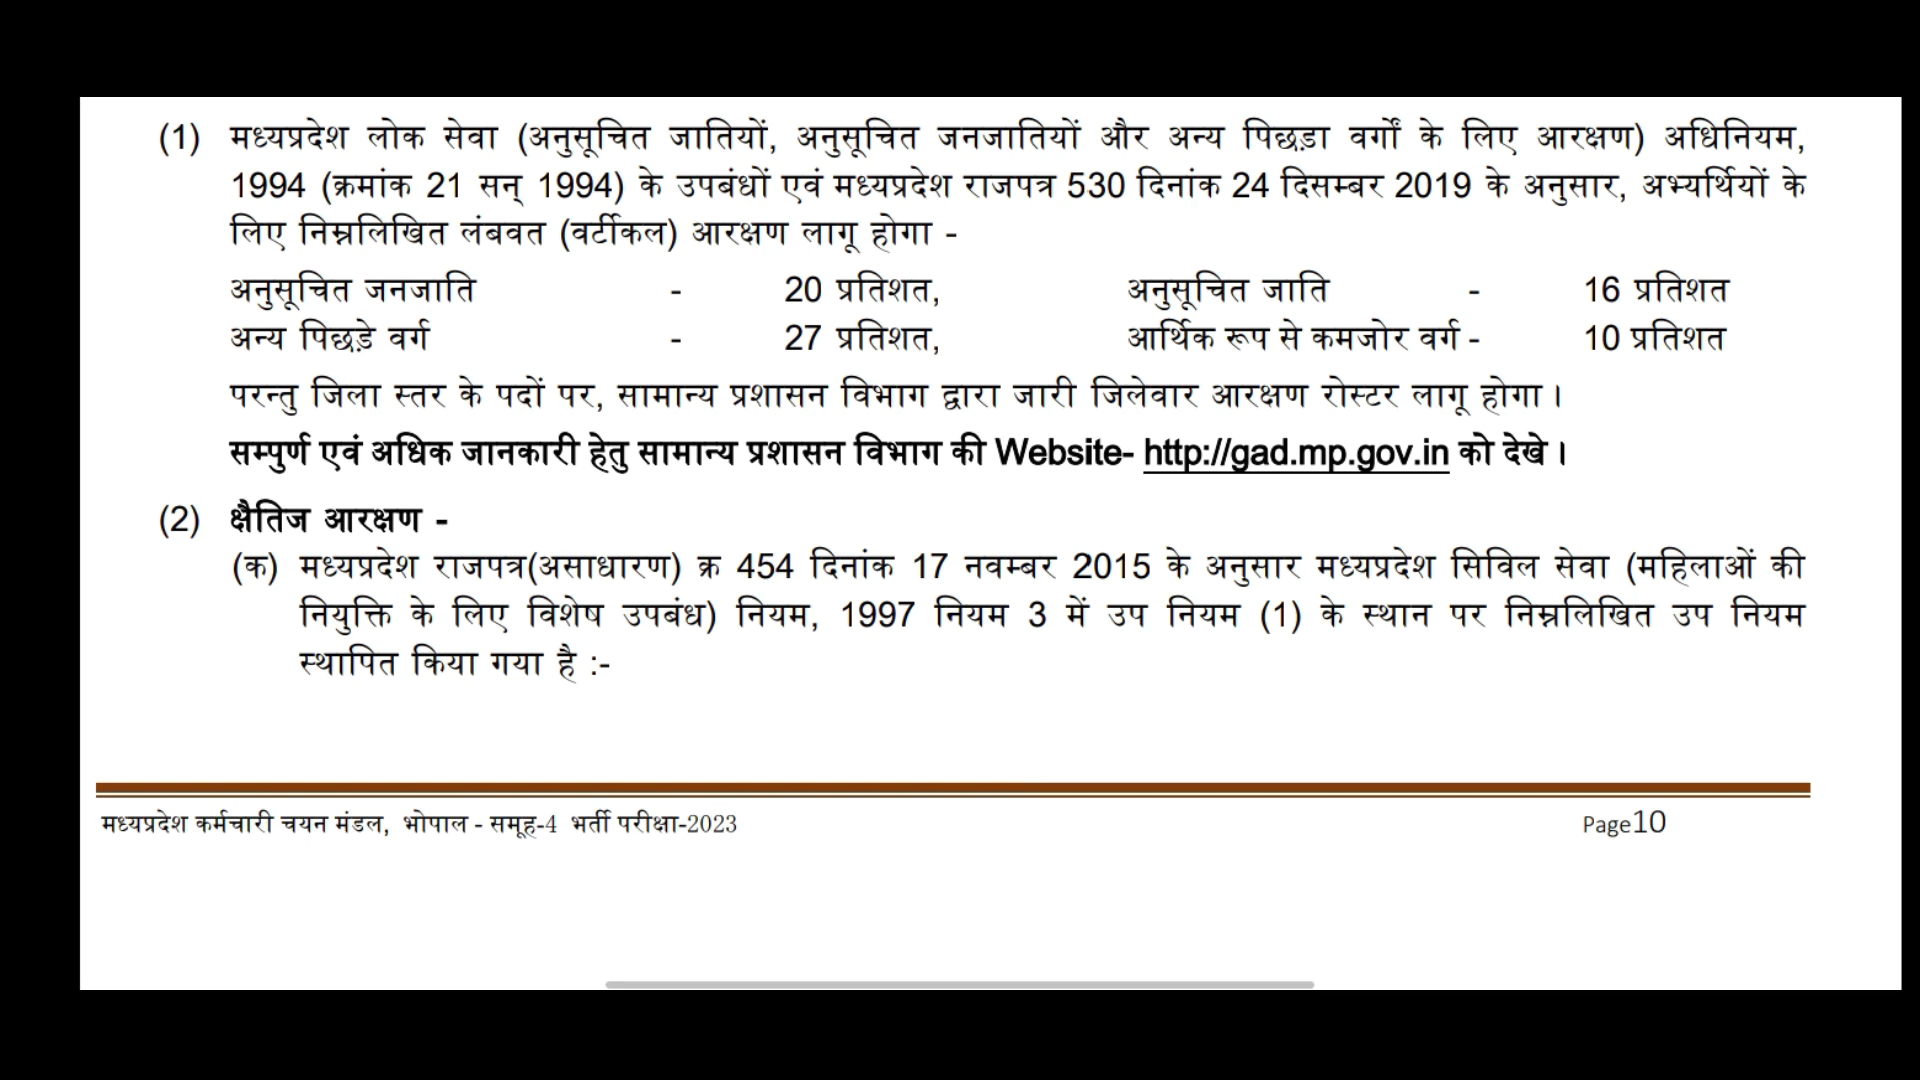 (1) मध्यप्रदेश लोक सेवा (अनुसूचित जातियों, अनुसूचित जनजातियों और अन्य पिछड़ा वर्गों के लिए आरक्षण) अधिनियम,
1994 (क्रमांक 21 सन् 1994) के उपबंधों एवं मध्यप्रदेश राजपत्र 530 दिनांक 24 दिसम्बर 2019 के अनुसार, अभ्यर्थियों के
लिए निम्नलिखित लंबवत (वर्टीकल) आरक्षण लागू होगा -
अनुसूचित जनजाति - 20 प्रतिशत, अनुसूचित जाति - 16 प्रतिशत
अन्य पिछड़े वर्ग - 27 प्रतिशत, आर्थिक रूप से कमजोर वर्ग - 10 प्रतिशत
परन्तु जिला स्तर के पदों पर, सामान्य प्रशासन विभाग द्वारा जारी जिलेवार आरक्षण रोस्टर लागू होगा।
सम्पुर्ण एवं अधिक जानकारी हेतु सामान्य प्रशासन विभाग की Website- http://gad.mp.gov.in को देखे।
(2) क्षैतिज आरक्षण -
(क) मध्यप्रदेश राजपत्र(असाधारण) क्र 454 दिनांक 17 नवम्बर 2015 के अनुसार मध्यप्रदेश सिविल सेवा (महिलाओं की
नियुक्ति के लिए विशेष उपबंध) नियम, 1997 नियम 3 में उप नियम (1) के स्थान पर निम्नलिखित उप नियम
स्थापित किया गया है :-
मध्यप्रदेश कर्मचारी चयन मंडल, भोपाल - समूह-4 भर्ती परीक्षा-2023 Page10